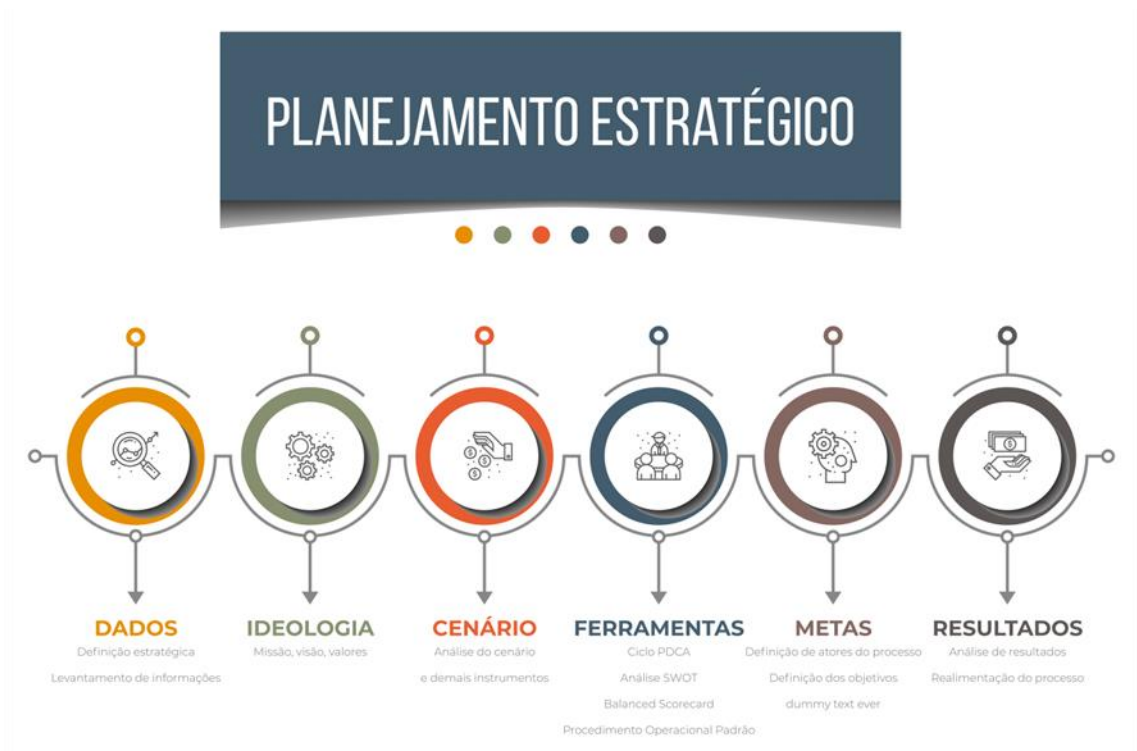 PLANEJAMENTO ESTRATÉGICO
DADOS
Definição estratégica
Levantamento de informações
IDEOLOGIA
Missão, visão, valores
CENÁRIO
Análise do cenário
e demais instrumentos
FERRAMENTAS
Ciclo PDCA
Análise SWOT
Balanced Scorecard
Procedimento Operacional Padrão
METAS
Definição de atores do processo
Definição dos objetivos
dummy text ever
RESULTADOS
Análise de resultados
Realimentação do processo